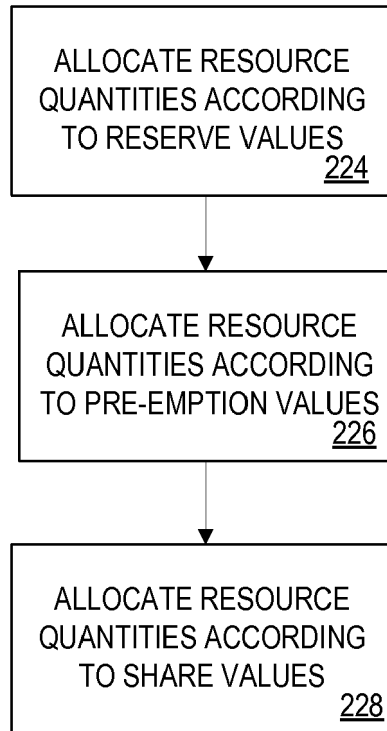 ALLOCATE RESOURCE
QUANTITIES ACCORDING
TO RESERVE VALUES
224
ALLOCATE RESOURCE
QUANTITIES ACCORDING
TO PRE-EMPTION VALUES
226
ALLOCATE RESOURCE
QUANTITIES ACCORDING
TO SHARE VALUES
228